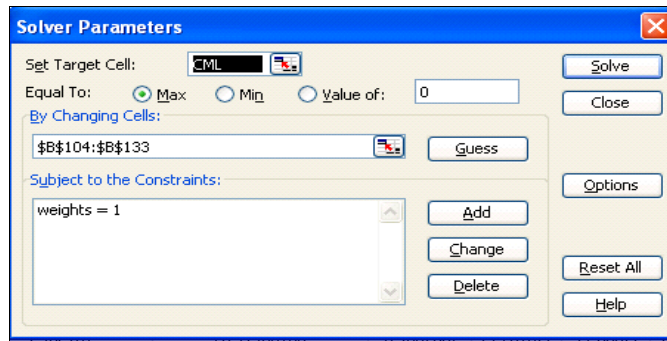 Solver Parameters
Set Target Cell: CML
Solve
Equal To: Max Min Value of: 0
Close
By Changing Cells:
$B$104:$B$133
Guess
Subject to the Constraints:
Options
weights = 1
Add
Change
Reset All
Delete
Help